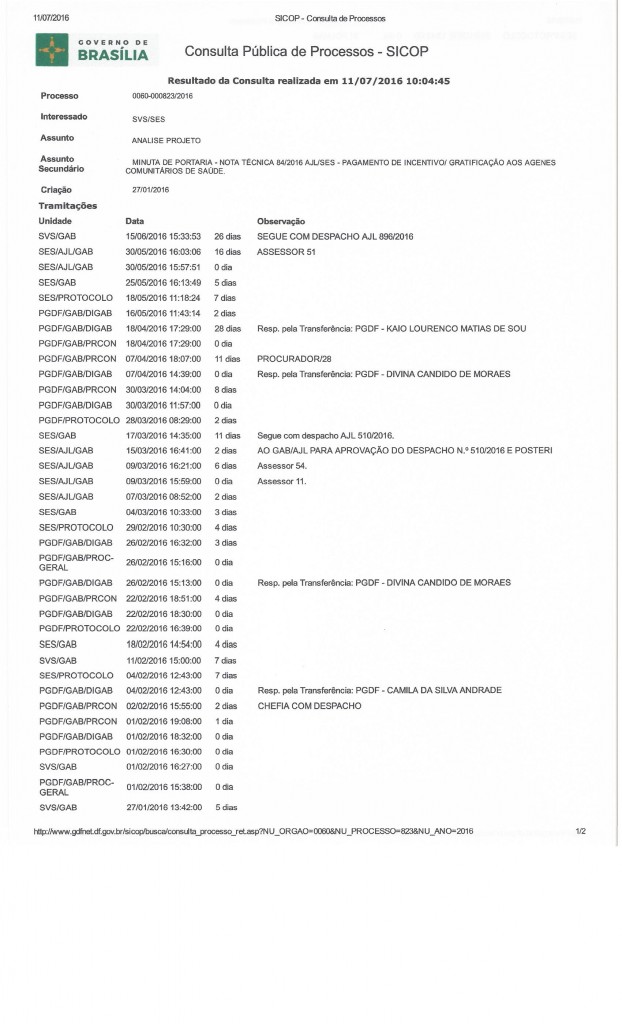 11/07/2016 SICOP - Consulta de Processos
GOVERNO DE
BRASÍLIA
Consulta Pública de Processos - SICOP
Resultado da Consulta realizada em 11/07/2016 10:04:45
Processo 0060-000823/2016
Interessado SVS/SES
Assunto ANALISE PROJETO
Assunto Secundário MINUTA DE PORTARIA - NOTA TÉCNICA 84/2016 AJL/SES - PAGAMENTO DE INCENTIVO/ GRATIFICAÇÃO AOS AGENES
COMUNITÁRIOS DE SAÚDE.
Criação 27/01/2016
Tramitações
Unidade Data Observação
SVS/GAB 15/06/2016 15:33:53 26 dias SEGUE COM DESPACHO AJL 896/2016
SES/AJL/GAB 30/05/2016 16:03:06 16 dias ASSESSOR 51
SES/AJL/GAB 30/05/2016 15:57:51 0 dia
SES/GAB 25/05/2016 16:13:49 5 dias
SES/PROTOCOLO 18/05/2016 11:18:24 7 dias
PGDF/GAB/DIGAB 16/05/2016 11:43:14 2 dias
PGDF/GAB/DIGAB 18/04/2016 17:29:00 28 dias Resp. pela Transferência: PGDF - KAIO LOURENCO MATIAS DE SOU
PGDF/GAB/PRCON 18/04/2016 17:29:00 0 dia
PGDF/GAB/PRCON 07/04/2016 18:07:00 11 dias PROCURADOR/28
PGDF/GAB/DIGAB 07/04/2016 14:39:00 0 dia Resp. pela Transferência: PGDF - DIVINA CANDIDO DE MORAES
PGDF/GAB/PRCON 30/03/2016 14:04:00 8 dias
PGDF/GAB/DIGAB 30/03/2016 11:57:00 0 dia
PGDF/PROTOCOLO 28/03/2016 08:29:00 2 dias
SES/GAB 17/03/2016 14:35:00 11 dias Segue com despacho AJL 510/2016.
SES/AJL/GAB 15/03/2016 16:41:00 2 dias AO GAB/AJL PARA APROVAÇÃO DO DESPACHO N.º 510/2016 E POSTERI
SES/AJL/GAB 09/03/2016 16:21:00 6 dias Assessor 54.
SES/AJL/GAB 09/03/2016 15:59:00 0 dia Assessor 11.
SES/AJL/GAB 07/03/2016 08:52:00 2 dias
SES/GAB 04/03/2016 10:33:00 3 dias
SES/PROTOCOLO 29/02/2016 10:30:00 4 dias
PGDF/GAB/DIGAB 26/02/2016 16:32:00 3 dias
PGDF/GAB/PROC-
GERAL 26/02/2016 15:16:00 0 dia
PGDF/GAB/DIGAB 26/02/2016 15:13:00 0 dia Resp. pela Transferência: PGDF - DIVINA CANDIDO DE MORAES
PGDF/GAB/PRCON 22/02/2016 18:51:00 4 dias
PGDF/GAB/DIGAB 22/02/2016 18:30:00 0 dia
PGDF/PROTOCOLO 22/02/2016 16:39:00 0 dia
SES/GAB 18/02/2016 14:54:00 4 dias
SVS/GAB 11/02/2016 15:00:00 7 dias
SES/PROTOCOLO 04/02/2016 12:43:00 7 dias
PGDF/GAB/DIGAB 04/02/2016 12:43:00 0 dia Resp. pela Transferência: PGDF - CAMILA DA SILVA ANDRADE
PGDF/GAB/PRCON 02/02/2016 15:55:00 2 dias CHEFIA COM DESPACHO
PGDF/GAB/PRCON 01/02/2016 19:08:00 1 dia
PGDF/GAB/DIGAB 01/02/2016 18:32:00 0 dia
PGDF/PROTOCOLO 01/02/2016 16:30:00 0 dia
SVS/GAB 01/02/2016 16:27:00 0 dia
PGDF/GAB/PROC-
GERAL 01/02/2016 15:38:00 0 dia
SVS/GAB 27/01/2016 13:42:00 5 dias
http://www.gdfnet.df.gov.br/sicop/busca/consulta_processo_ret.asp?NU_ORGAO=0060&NU_PROCESSO=823&NU_ANO=2016 1/2